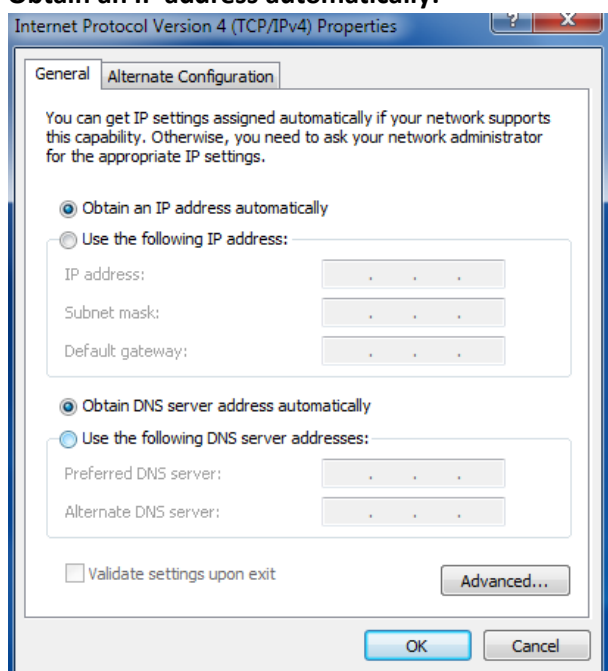 Obtain an IP address automatically.
Internet Protocol Version 4 (TCP/IPv4) Properties
General
Alternate Configuration
You can get IP settings assigned automatically if your network supports
this capability. Otherwise, you need to ask your network administrator
for the appropriate IP settings.
Obtain an IP address automatically
Use the following IP address:
IP address:
Subnet mask:
Default gateway:
Obtain DNS server address automatically
Use the following DNS server addresses:
Preferred DNS server:
Alternate DNS server:
Validate settings upon exit
Advanced...
OK
Cancel